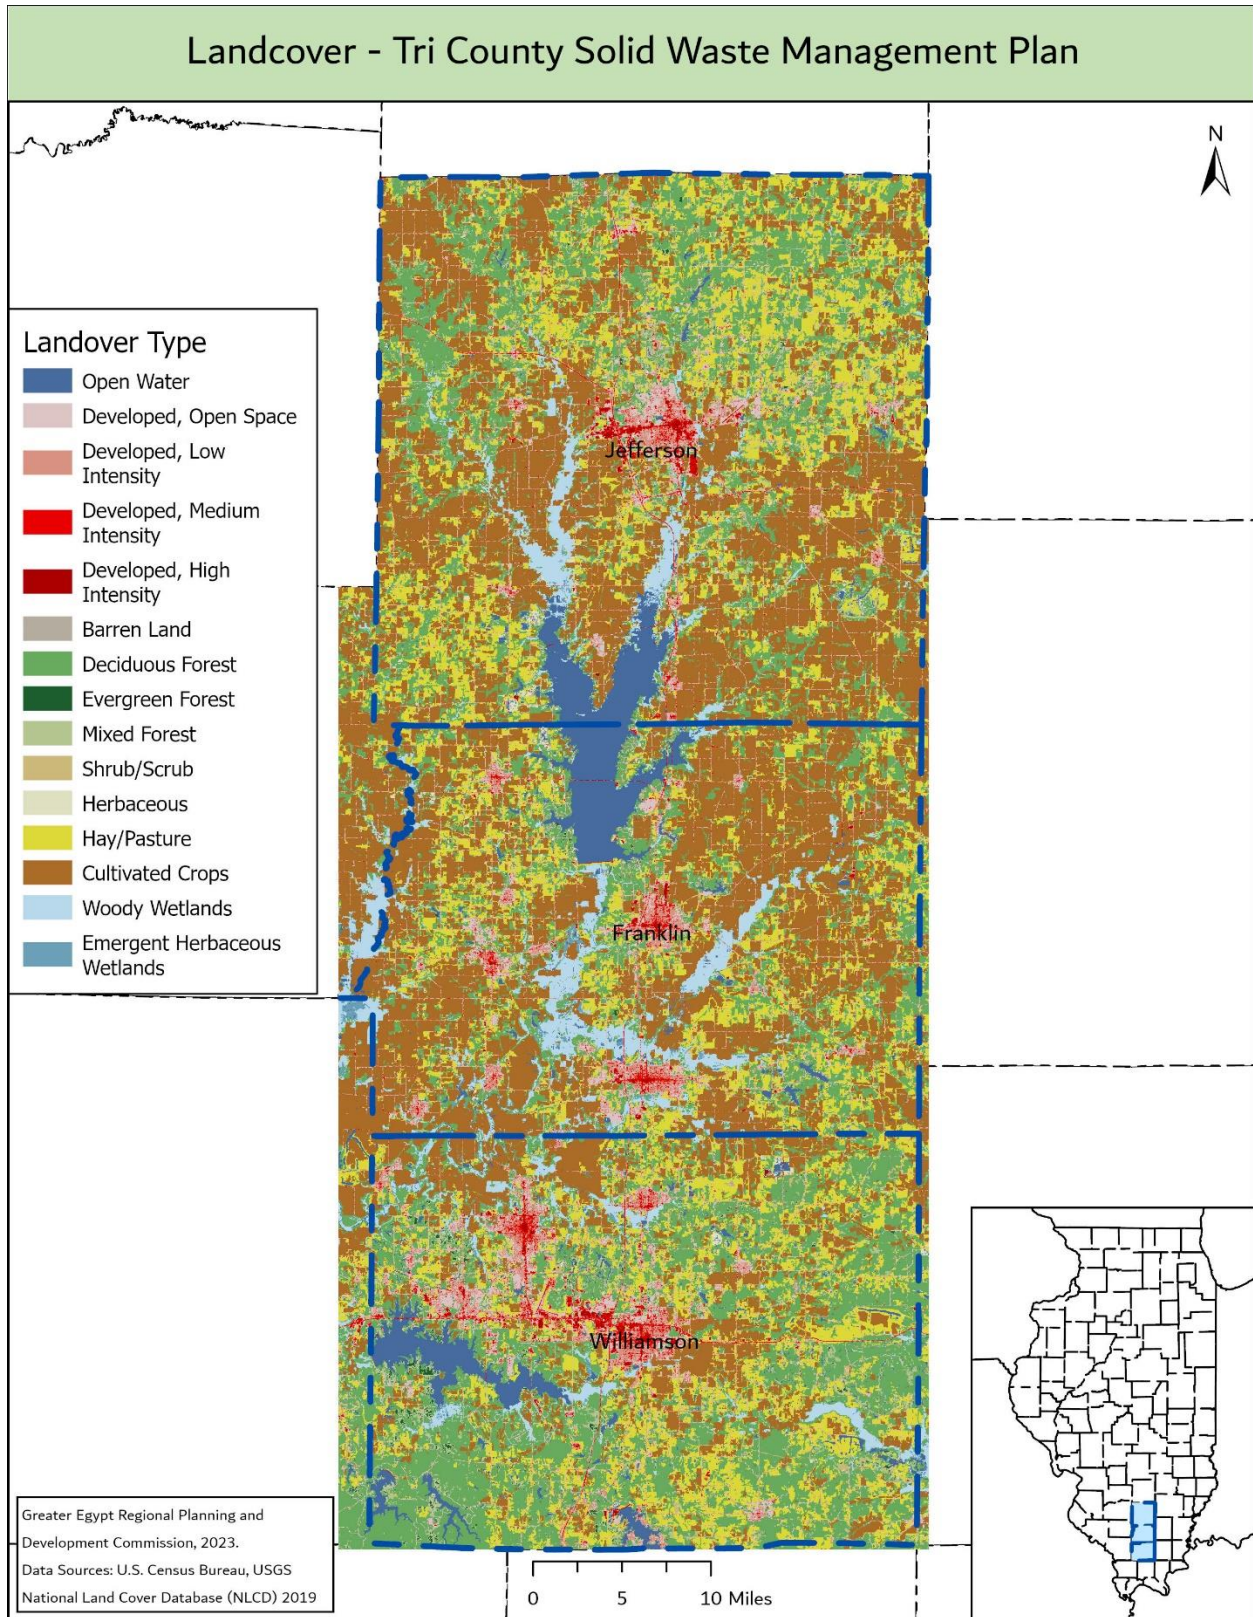 Landcover - Tri County Solid Waste Management Plan
N
Landover Type
Open Water
Developed, Open Space
Developed, Low
Intensity
Developed, Medium
Intensity
Developed, High
Intensity
Barren Land
Deciduous Forest
Evergreen Forest
Mixed Forest
Shrub/Scrub
Herbaceous
Hay/Pasture
Cultivated Crops
Woody Wetlands
Emergent Herbaceous
Wetlands
Jefferson
Franklin
Williamson
Greater Egypt Regional Planning and
Development Commission, 2023.
Data Sources: U.S. Census Bureau, USGS
National Land Cover Database (NLCD) 2019
0 5 10 Miles